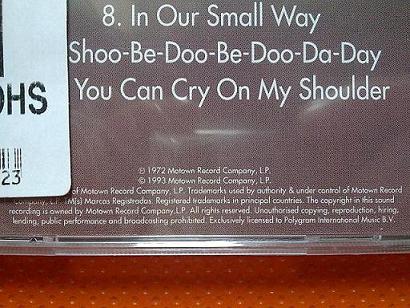 8. In Our Small Way
Shoo-Be-Doo-Be-Doo-Da-Day
OHS
You Can Cry On My Shoulder
23
℗ 1972 Motown Record Company, L.P.
© 1993 Motown Record Company, L.P.
of Motown Record Company, L.P. Trademarks used by authority & under control of Motown Record
Company, L.P. TM(s) Marcas Registradas. Registered trademarks in principal countries. The copyright in this sound
recording is owned by Motown Record Company, L.P. All rights reserved. Unauthorised copying, reproduction, hiring,
lending, public performance and broadcasting prohibited. Exclusively licensed to Polygram International Music B.V.